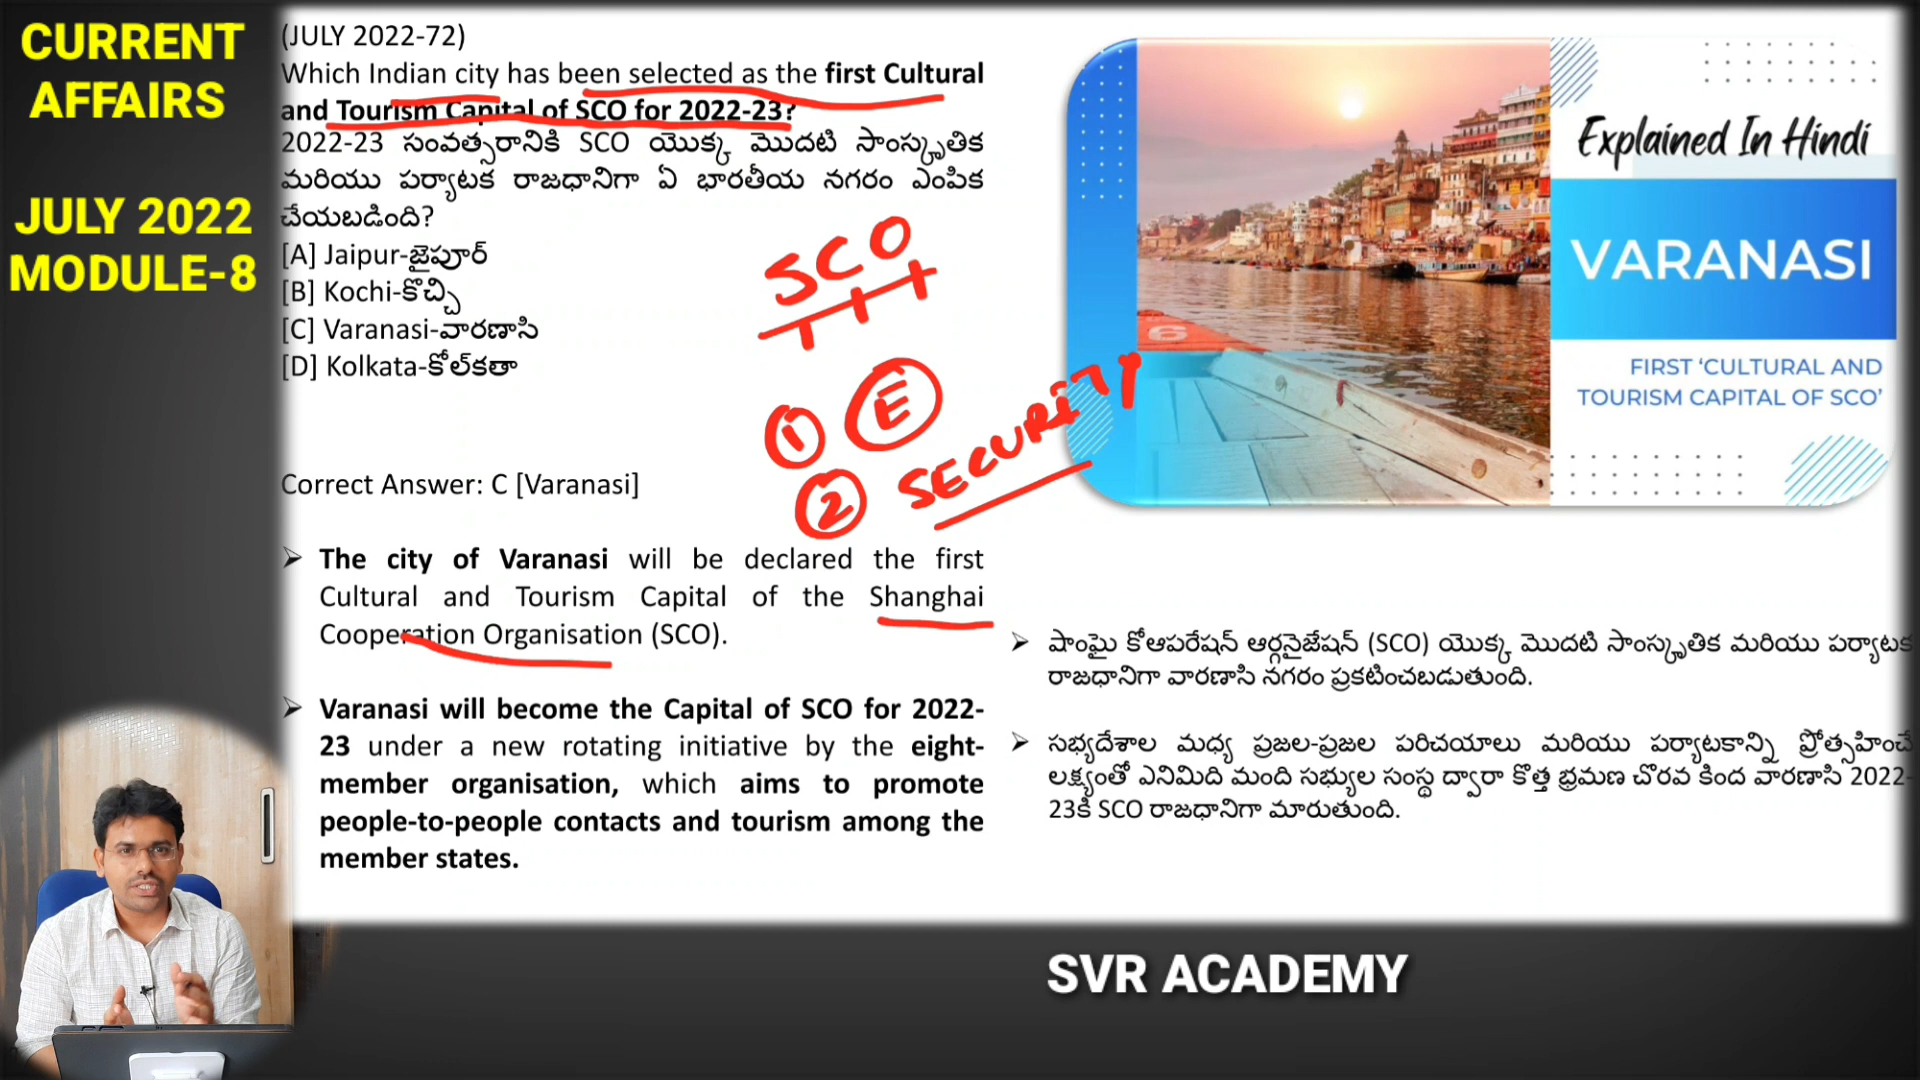 CURRENT
AFFAIRS
JULY 2022
MODULE-8
(JULY 2022-72)
Which Indian city has been selected as the first Cultural
and Tourism Capital of SCO for 2022-23?
2022-23 సంవత్సరానికి SCO యొక్క మొదటి సాంస్కృతిక
మరియు పర్యాటక రాజధానిగా ఏ భారతీయ నగరం ఎంపిక
చేయబడింది?
[A] Jaipur-జైపూర్
[B] Kochi-కొచ్చి
[C] Varanasi-వారణాసి
[D] Kolkata-కోల్‌కతా
SCO
1 E
2 SECURITY
Correct Answer: C [Varanasi]
➢ The city of Varanasi will be declared the first
Cultural and Tourism Capital of the Shanghai
Cooperation Organisation (SCO).
➢ Varanasi will become the Capital of SCO for 2022-
23 under a new rotating initiative by the eight-
member organisation, which aims to promote
people-to-people contacts and tourism among the
member states.
Explained In Hindi
VARANASI
FIRST ‘CULTURAL AND
TOURISM CAPITAL OF SCO’
➢ షాంఘై కోఆపరేషన్ ఆర్గనైజేషన్ (SCO) యొక్క మొదటి సాంస్కృతిక మరియు పర్యాటక
రాజధానిగా వారణాసి నగరం ప్రకటించబడుతుంది.
➢ సభ్యదేశాల మధ్య ప్రజల-ప్రజల పరిచయాలు మరియు పర్యాటకాన్ని ప్రోత్సహించే
లక్ష్యంతో ఎనిమిది మంది సభ్యుల సంస్థ ద్వారా కొత్త భ్రమణ చొరవ కింద వారణాసి 2022-
23కి SCO రాజధానిగా మారుతుంది.
SVR ACADEMY